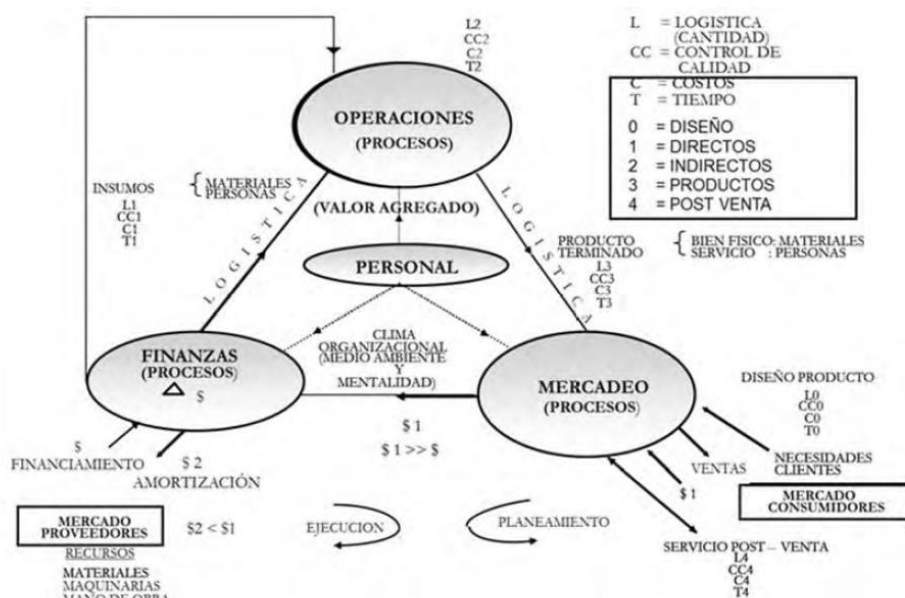 L2
CC2
C2
T2
L = LOGISTICA
(CANTIDAD)
CC = CONTROL DE
CALIDAD
C = COSTOS
T = TIEMPO
0 = DISEÑO
1 = DIRECTOS
2 = INDIRECTOS
3 = PRODUCTOS
4 = POST VENTA
OPERACIONES
(PROCESOS)
INSUMOS
L1
CC1
C1
T1
{ MATERIALES
PERSONAS
LOGISTICA
(VALOR AGREGADO)
LOGISTICA
PERSONAL
PRODUCTO
TERMINADO
L3
CC3
C3
T3
{ BIEN FISICO: MATERIALES
SERVICIO : PERSONAS
CLIMA
ORGANIZACIONAL
(MEDIO AMBIENTE
Y
MENTALIDAD)
FINANZAS
(PROCESOS)
$
MERCADEO
(PROCESOS)
DISEÑO PRODUCTO
L0
CC0
C0
T0
$
FINANCIAMIENTO
$ 2
AMORTIZACIÓN
$ 1
$ 1 >> $
VENTAS
$ 1
NECESIDADES
CLIENTES
MERCADO
CONSUMIDORES
MERCADO
PROVEEDORES
$2 < $1
EJECUCION
PLANEAMIENTO
RECURSOS
MATERIALES
MAQUINARIAS
MANO DE OBRA
SERVICIO POST – VENTA
L4
CC4
C4
T4